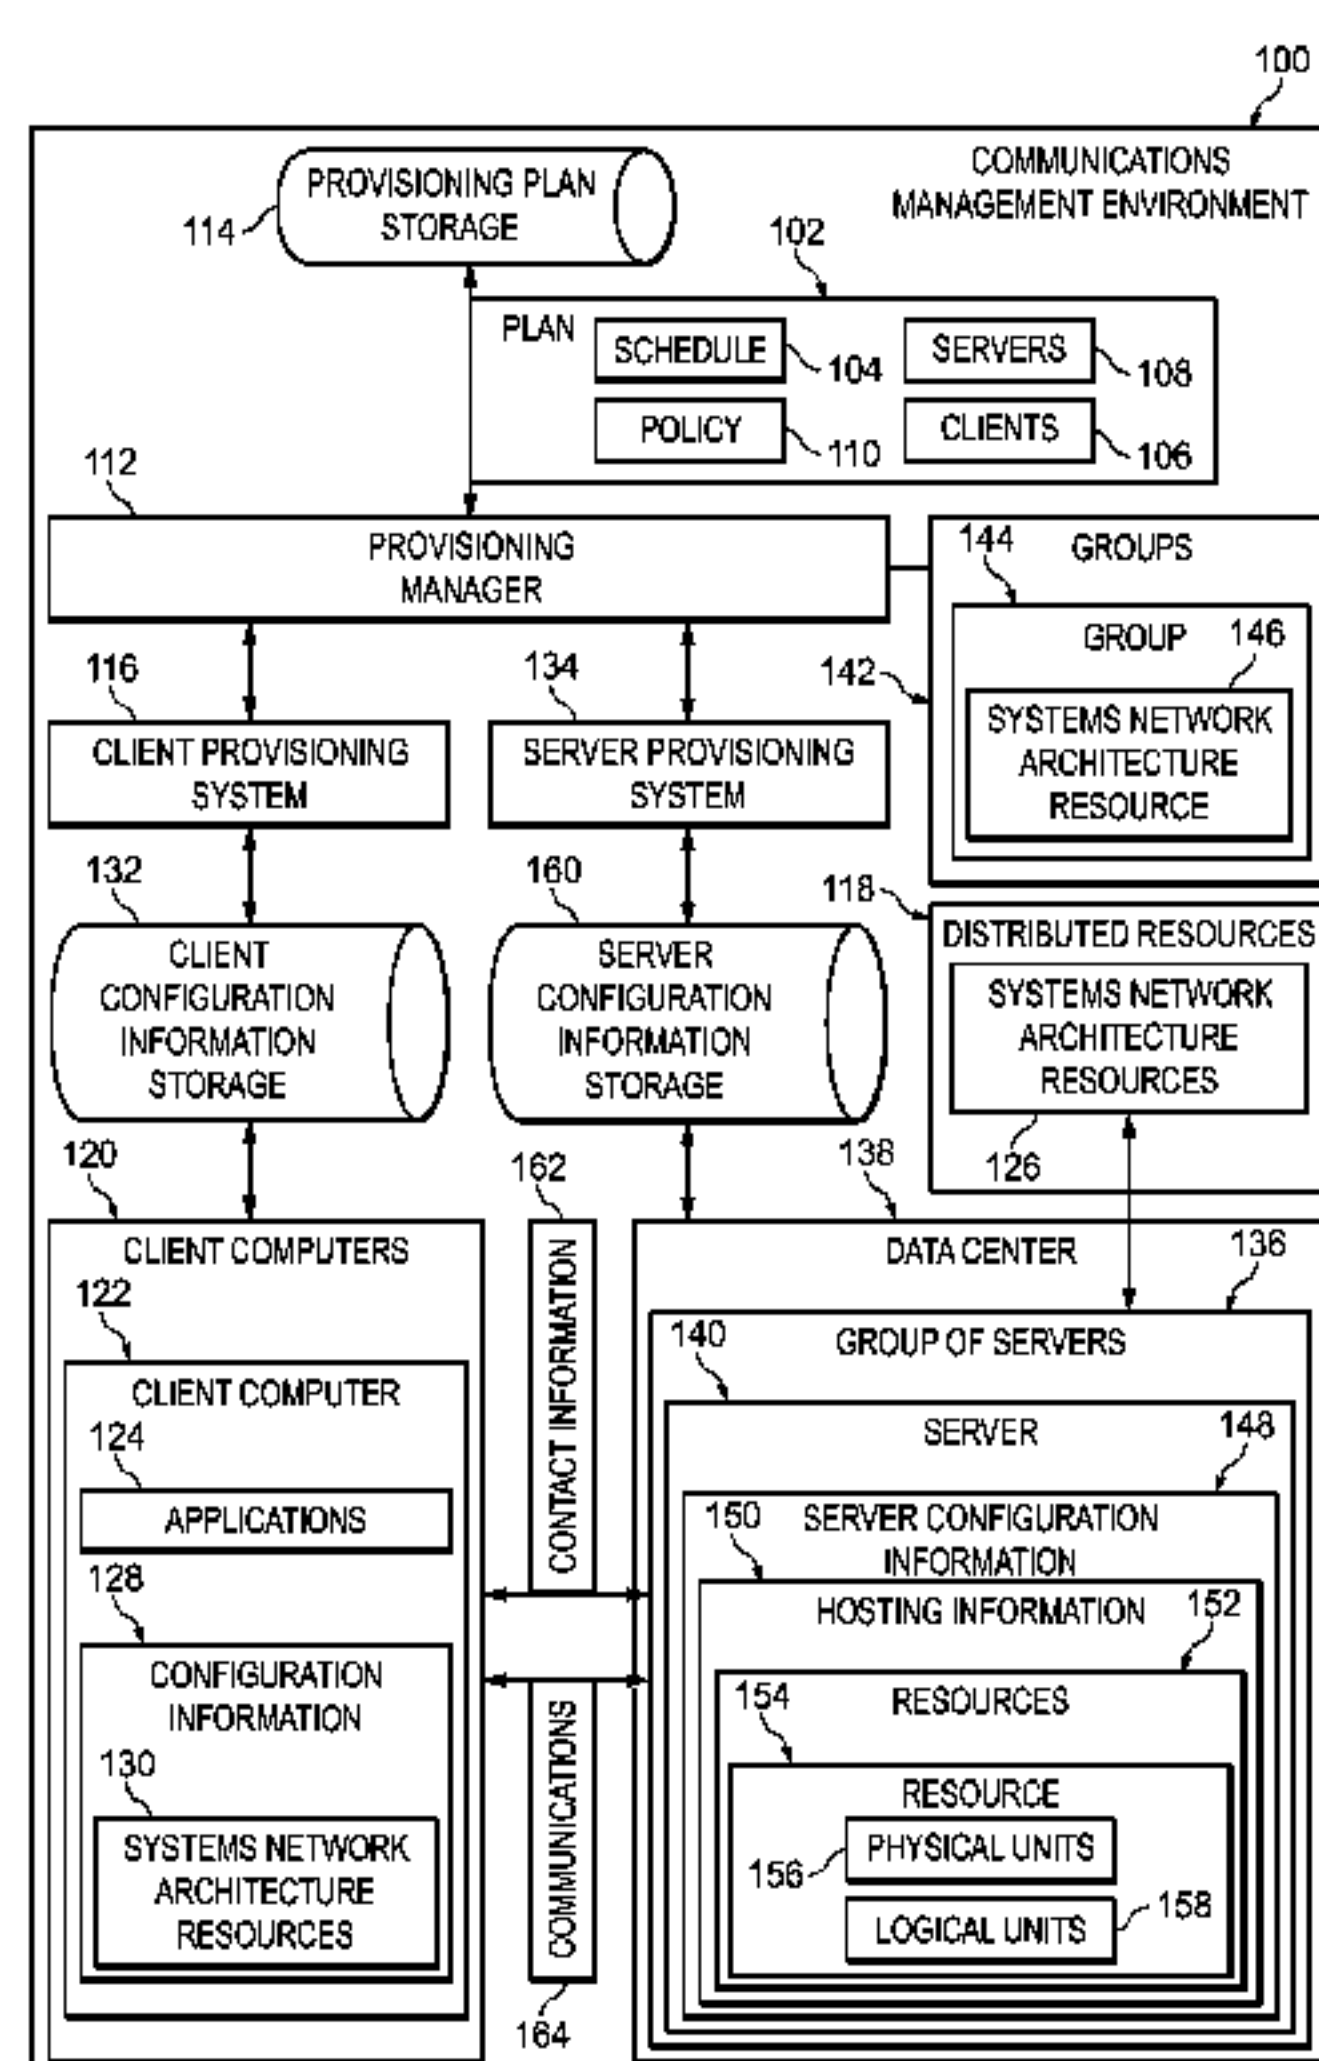 100
COMMUNICATIONS
MANAGEMENT ENVIRONMENT
PROVISIONING PLAN
STORAGE
114
102
PLAN
SCHEDULE
104
SERVERS
108
POLICY
110
CLIENTS
106
112
PROVISIONING
MANAGER
144
GROUPS
GROUP
146
142
SYSTEMS NETWORK
ARCHITECTURE
RESOURCE
116
CLIENT PROVISIONING
SYSTEM
134
SERVER PROVISIONING
SYSTEM
132
CLIENT
CONFIGURATION
INFORMATION
STORAGE
160
SERVER
CONFIGURATION
INFORMATION
STORAGE
118
DISTRIBUTED RESOURCES
SYSTEMS NETWORK
ARCHITECTURE
RESOURCES
126
120
CLIENT COMPUTERS
122
CLIENT COMPUTER
124
APPLICATIONS
128
CONFIGURATION
INFORMATION
130
SYSTEMS NETWORK
ARCHITECTURE
RESOURCES
162
CONTACT INFORMATION
COMMUNICATIONS
164
138
DATA CENTER
136
GROUP OF SERVERS
140
SERVER
148
SERVER CONFIGURATION
INFORMATION
150
HOSTING INFORMATION
152
RESOURCES
154
RESOURCE
PHYSICAL UNITS
156
LOGICAL UNITS
158